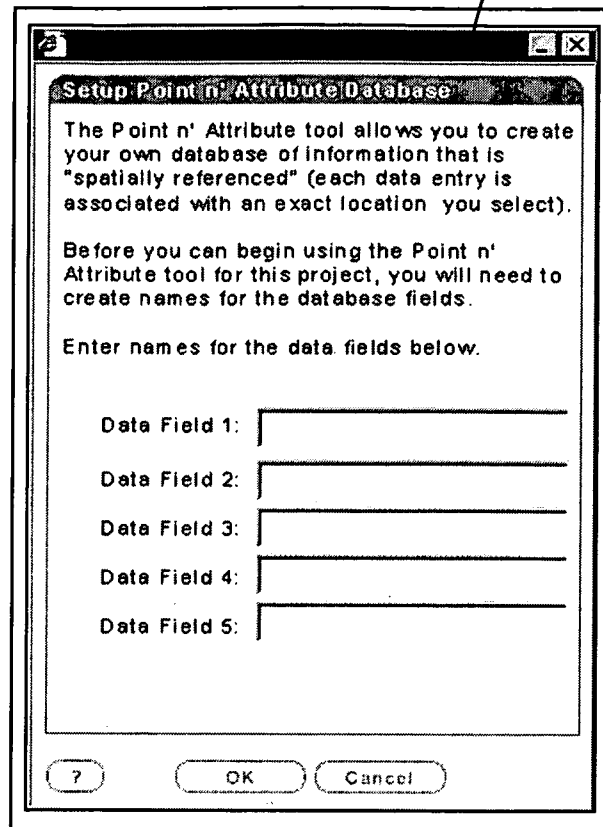 Setup Point n' Attribute Database
The Point n' Attribute tool allows you to create
your own database of information that is
"spatially referenced" (each data entry is
associated with an exact location you select).
Before you can begin using the Point n'
Attribute tool for this project, you will need to
create names for the database fields.
Enter names for the data fields below.
Data Field 1:
Data Field 2:
Data Field 3:
Data Field 4:
Data Field 5:
? OK Cancel